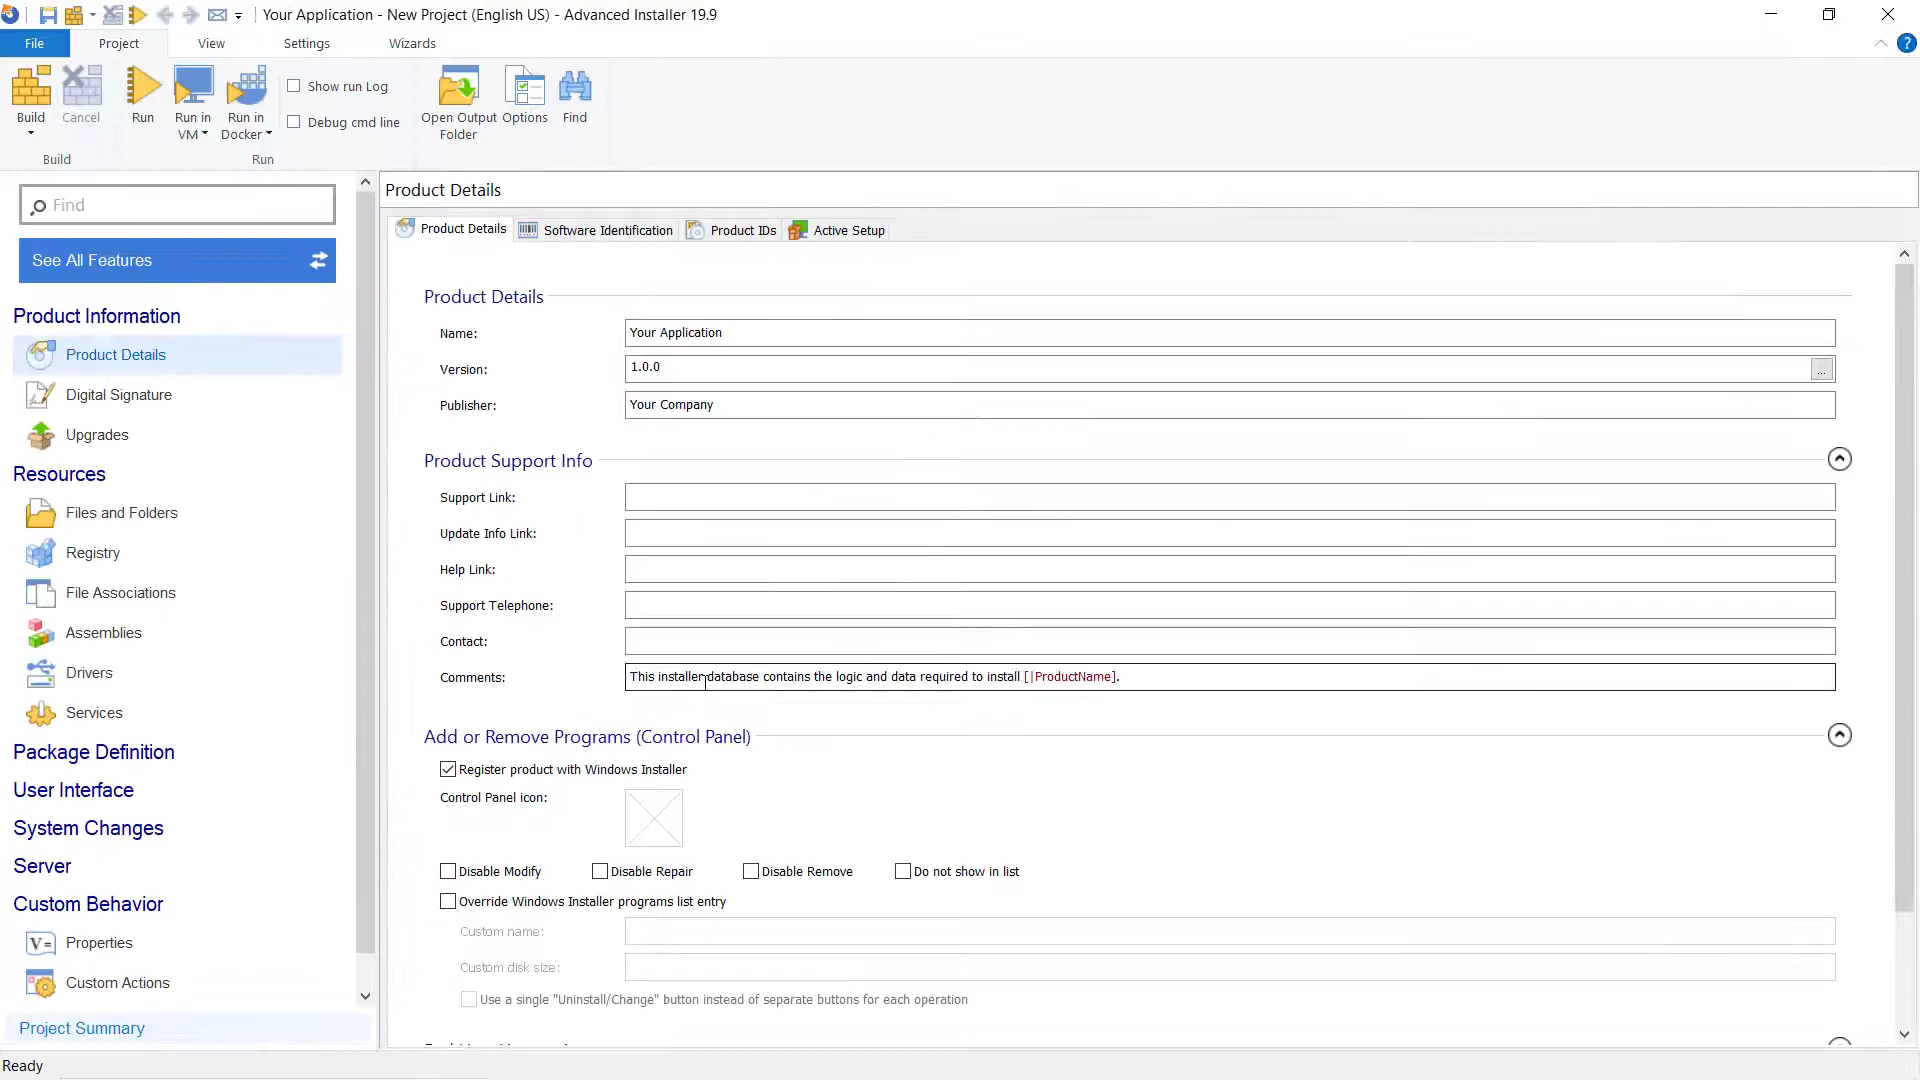 Your Application - New Project (English US) - Advanced Installer 19.9
File
Project
View
Settings
Wizards
?
Build
Cancel
Run
Run in
VM
Run in
Docker
Show run Log
Debug cmd line
Open Output
Folder
Options
Find
Build
Run
Find
See All Features
Product Information
Product Details
Digital Signature
Upgrades
Resources
Files and Folders
Registry
File Associations
Assemblies
Drivers
Services
Package Definition
User Interface
System Changes
Server
Custom Behavior
V= Properties
Custom Actions
Project Summary
Product Details
Product Details
Software Identification
Product IDs
Active Setup
Product Details
Name: Your Application
Version: 1.0.0 ...
Publisher: Your Company
Product Support Info
Support Link:
Update Info Link:
Help Link:
Support Telephone:
Contact:
Comments: This installer database contains the logic and data required to install [|ProductName].
Add or Remove Programs (Control Panel)
Register product with Windows Installer
Control Panel icon:
Disable Modify
Disable Repair
Disable Remove
Do not show in list
Override Windows Installer programs list entry
Custom name:
Custom disk size:
Use a single "Uninstall/Change" button instead of separate buttons for each operation
Ready